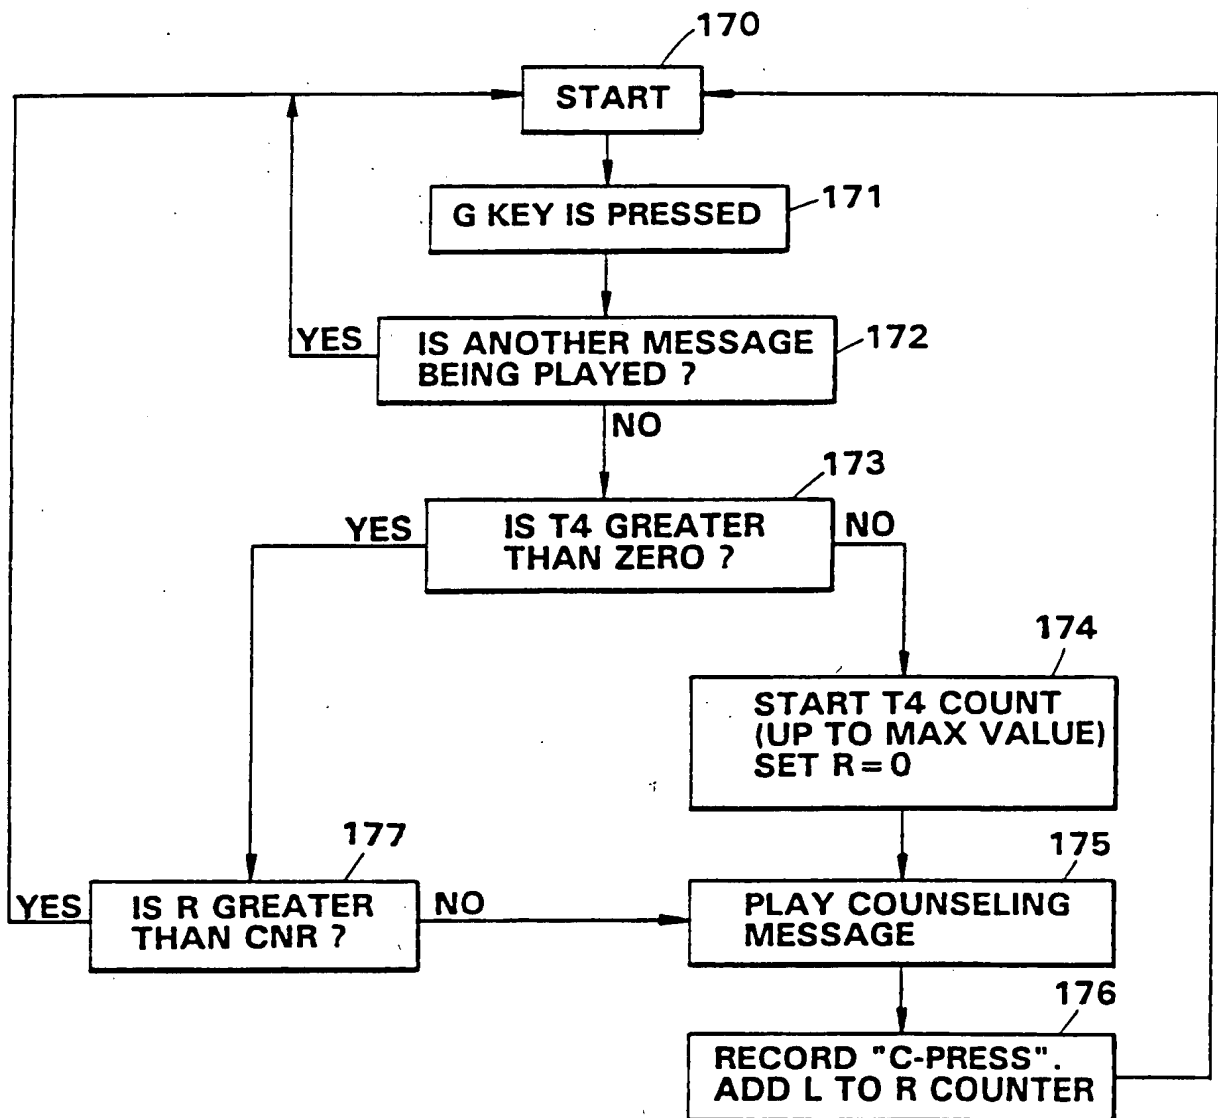 170
START
G KEY IS PRESSED
171
YES
IS ANOTHER MESSAGE
BEING PLAYED ?
172
NO
173
YES
IS T4 GREATER
THAN ZERO ?
NO
174
START T4 COUNT
(UP TO MAX VALUE)
SET R=0
177
175
YES
IS R GREATER
THAN CNR ?
NO
PLAY COUNSELING
MESSAGE
176
RECORD "C-PRESS".
ADD L TO R COUNTER